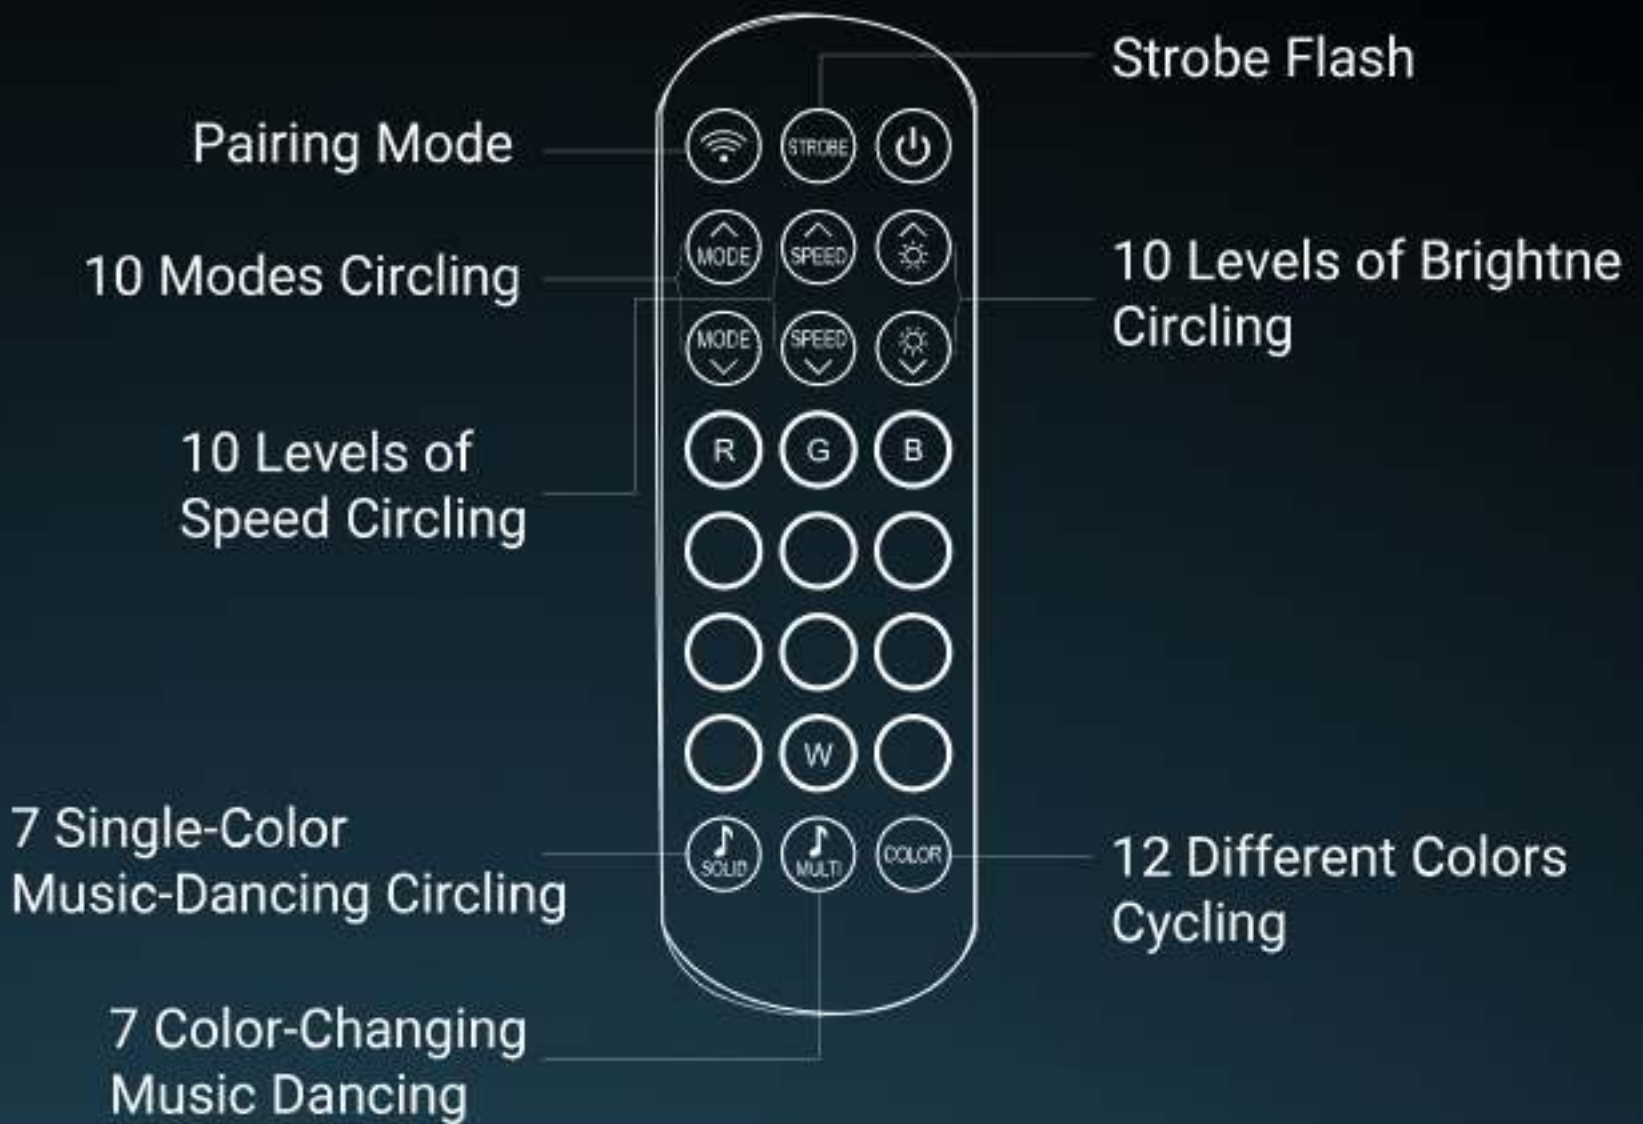 Strobe Flash
Pairing Mode
STROBE
10 Modes Circling
MODE
SPEED
10 Levels of Brightne
Circling
MODE
SPEED
10 Levels of
Speed Circling
R
G
B
W
7 Single-Color
Music-Dancing Circling
SOLID
MULTI
COLOR
12 Different Colors
Cycling
7 Color-Changing
Music Dancing